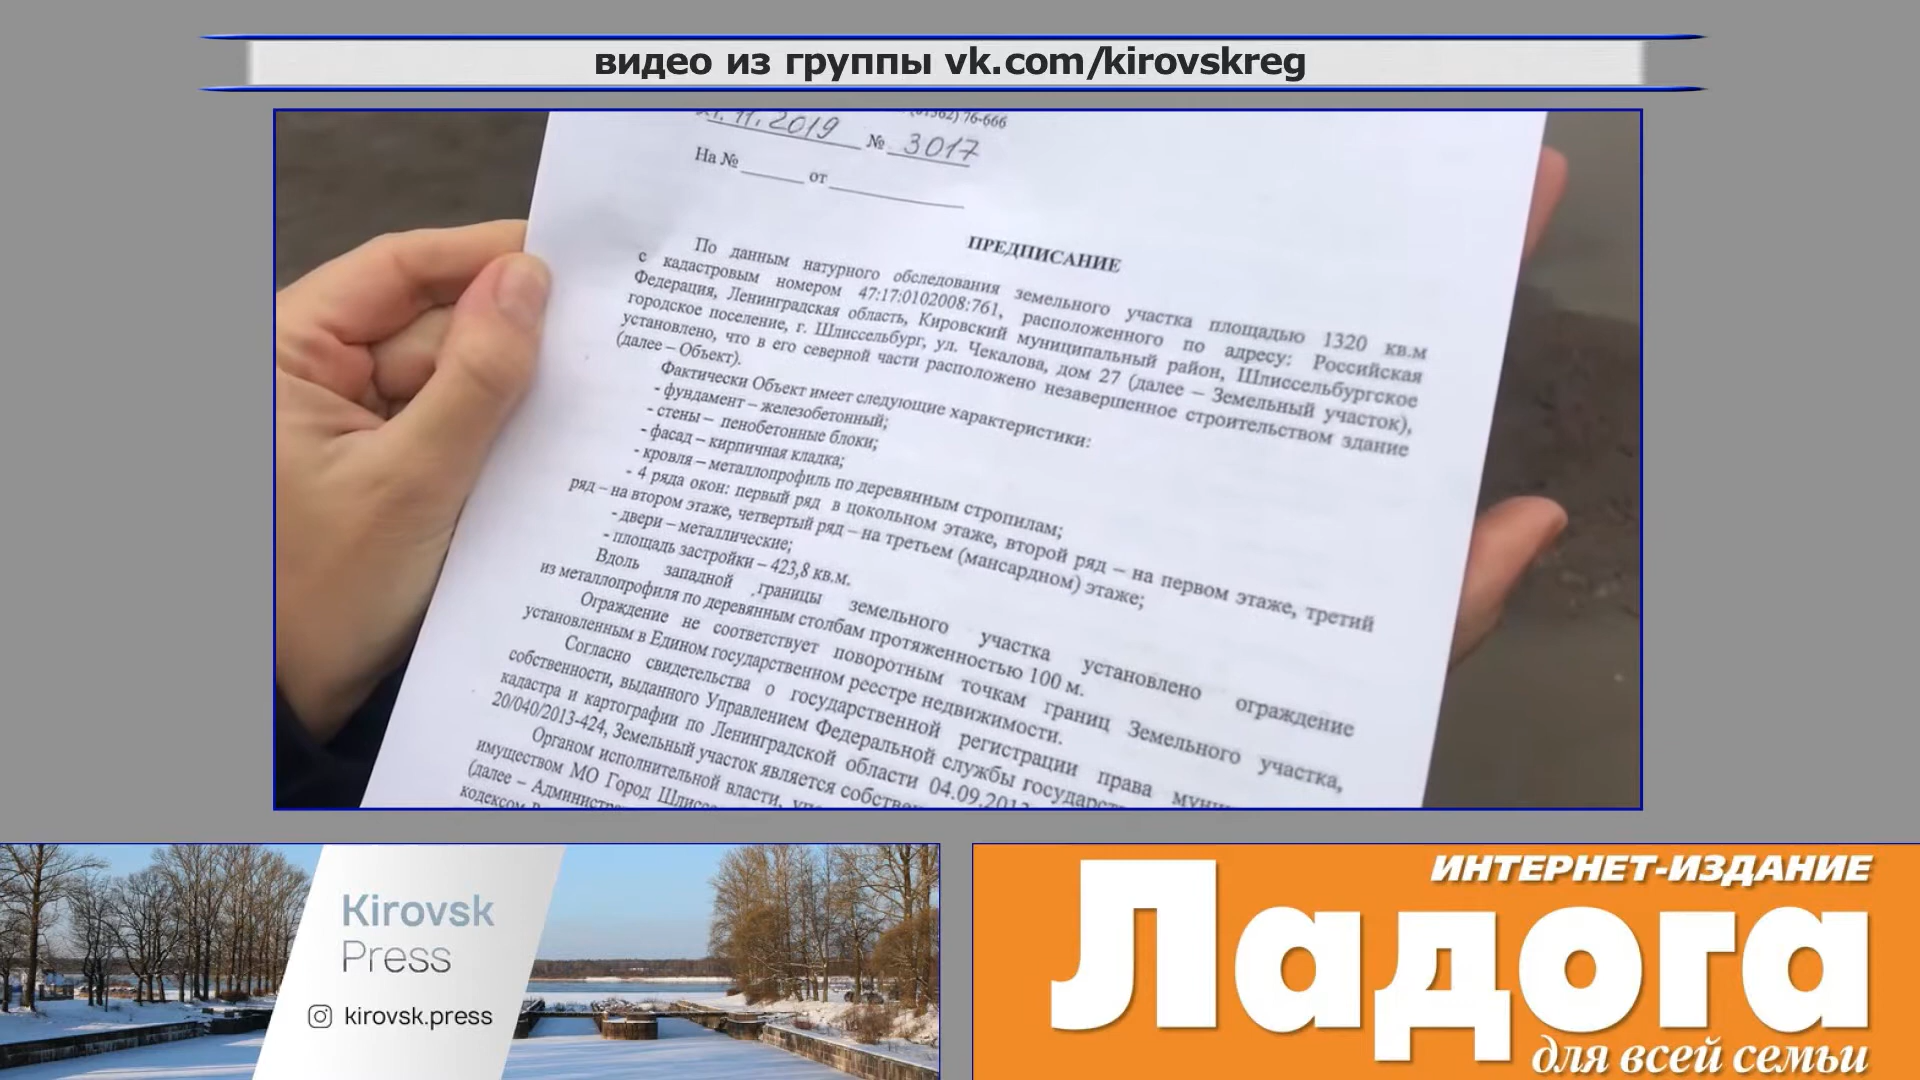 видео из группы vk.com/kirovskreg
11.2019 № 3017
76-666
На № ______ от ____________
ПРЕДПИСАНИЕ
По данным натурного обследования земельного участка площадью 1320 кв.м
с кадастровым номером 47:17:0102008:761, расположенного по адресу: Российская
Федерация, Ленинградская область, Кировский муниципальный район, Шлиссельбургское
городское поселение, г. Шлиссельбург, ул. Чекалова, дом 27 (далее – Земельный участок),
установлено, что в его северной части расположено незавершенное строительством здание
(далее – Объект).
Фактически Объект имеет следующие характеристики:
- фундамент – железобетонный;
- стены – пенобетонные блоки;
- фасад – кирпичная кладка;
- кровля – металлопрофиль по деревянным стропилам;
- 4 ряда окон: первый ряд в цокольном этаже, второй ряд – на первом этаже, третий
ряд – на втором этаже, четвертый ряд – на третьем (мансардном) этаже;
- двери – металлические;
- площадь застройки – 423,8 кв.м.
Вдоль западной границы земельного участка установлено ограждение
из металлопрофиля по деревянным столбам протяженностью 100 м.
Ограждение не соответствует поворотным точкам границ Земельного участка,
установленным в Едином государственном реестре недвижимости.
Согласно свидетельства о государственной регистрации права
собственности, выданного Управлением Федеральной службы
кадастра и картографии по Ленинградской области 04.09.201
20/040/2013-424, Земельный участок является
Органом исполнительной власти,
имуществом МО Город
(далее –
кодексом
Kirovsk
Press
kirovsk.press
ИНТЕРНЕТ-ИЗДАНИЕ
Ладога
для всей семьи